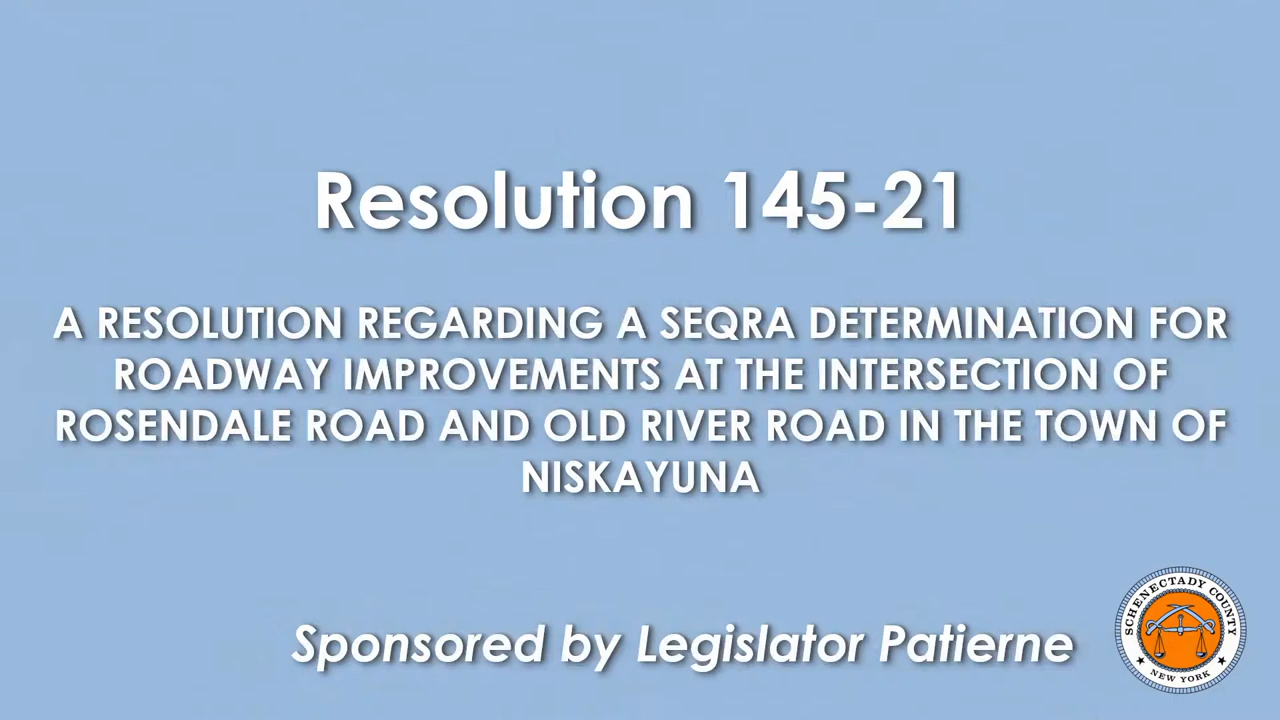 Resolution 145-21
A RESOLUTION REGARDING A SEQRA DETERMINATION FOR
ROADWAY IMPROVEMENTS AT THE INTERSECTION OF
ROSENDALE ROAD AND OLD RIVER ROAD IN THE TOWN OF
NISKAYUNA
Sponsored by Legislator Patierne
SCHENECTADY COUNTY
NEW YORK